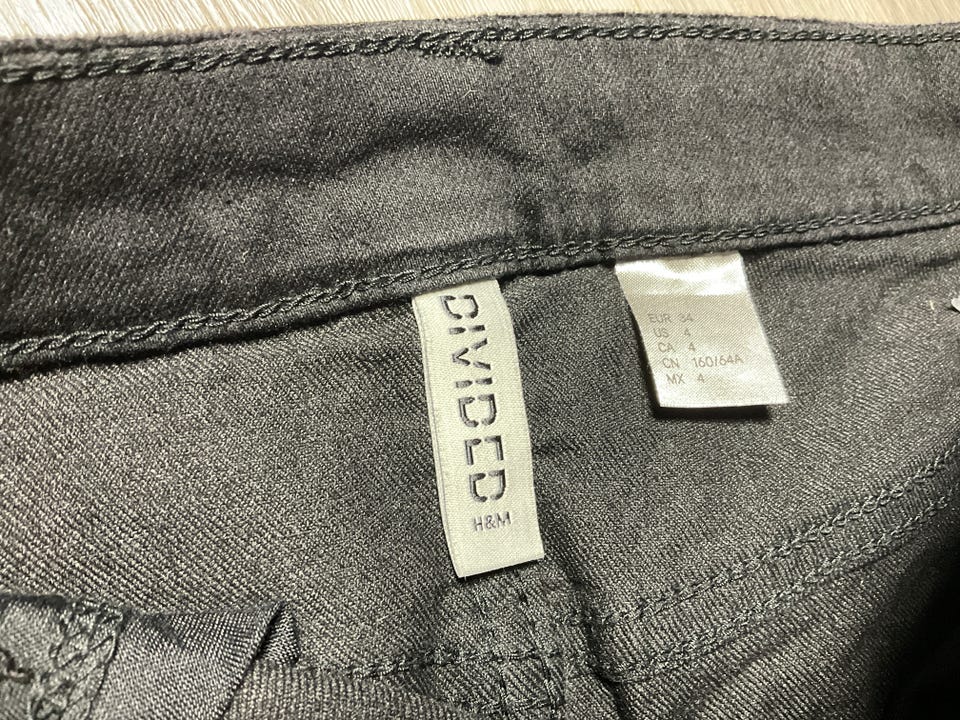 DIVIDED
H&M
EUR 34
US 4
CA 4
CN 160/64A
MX 4